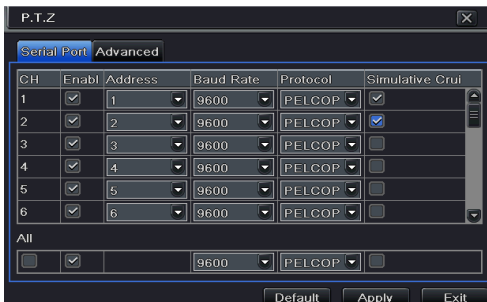 P.T.Z
Serial Port Advanced
CH Enabl Address Baud Rate Protocol Simulative Crui
1 1 9600 PELCOP
2 2 9600 PELCOP
3 3 9600 PELCOP
4 4 9600 PELCOP
5 5 9600 PELCOP
6 6 9600 PELCOP
All
9600 PELCOP
Default Apply Exit